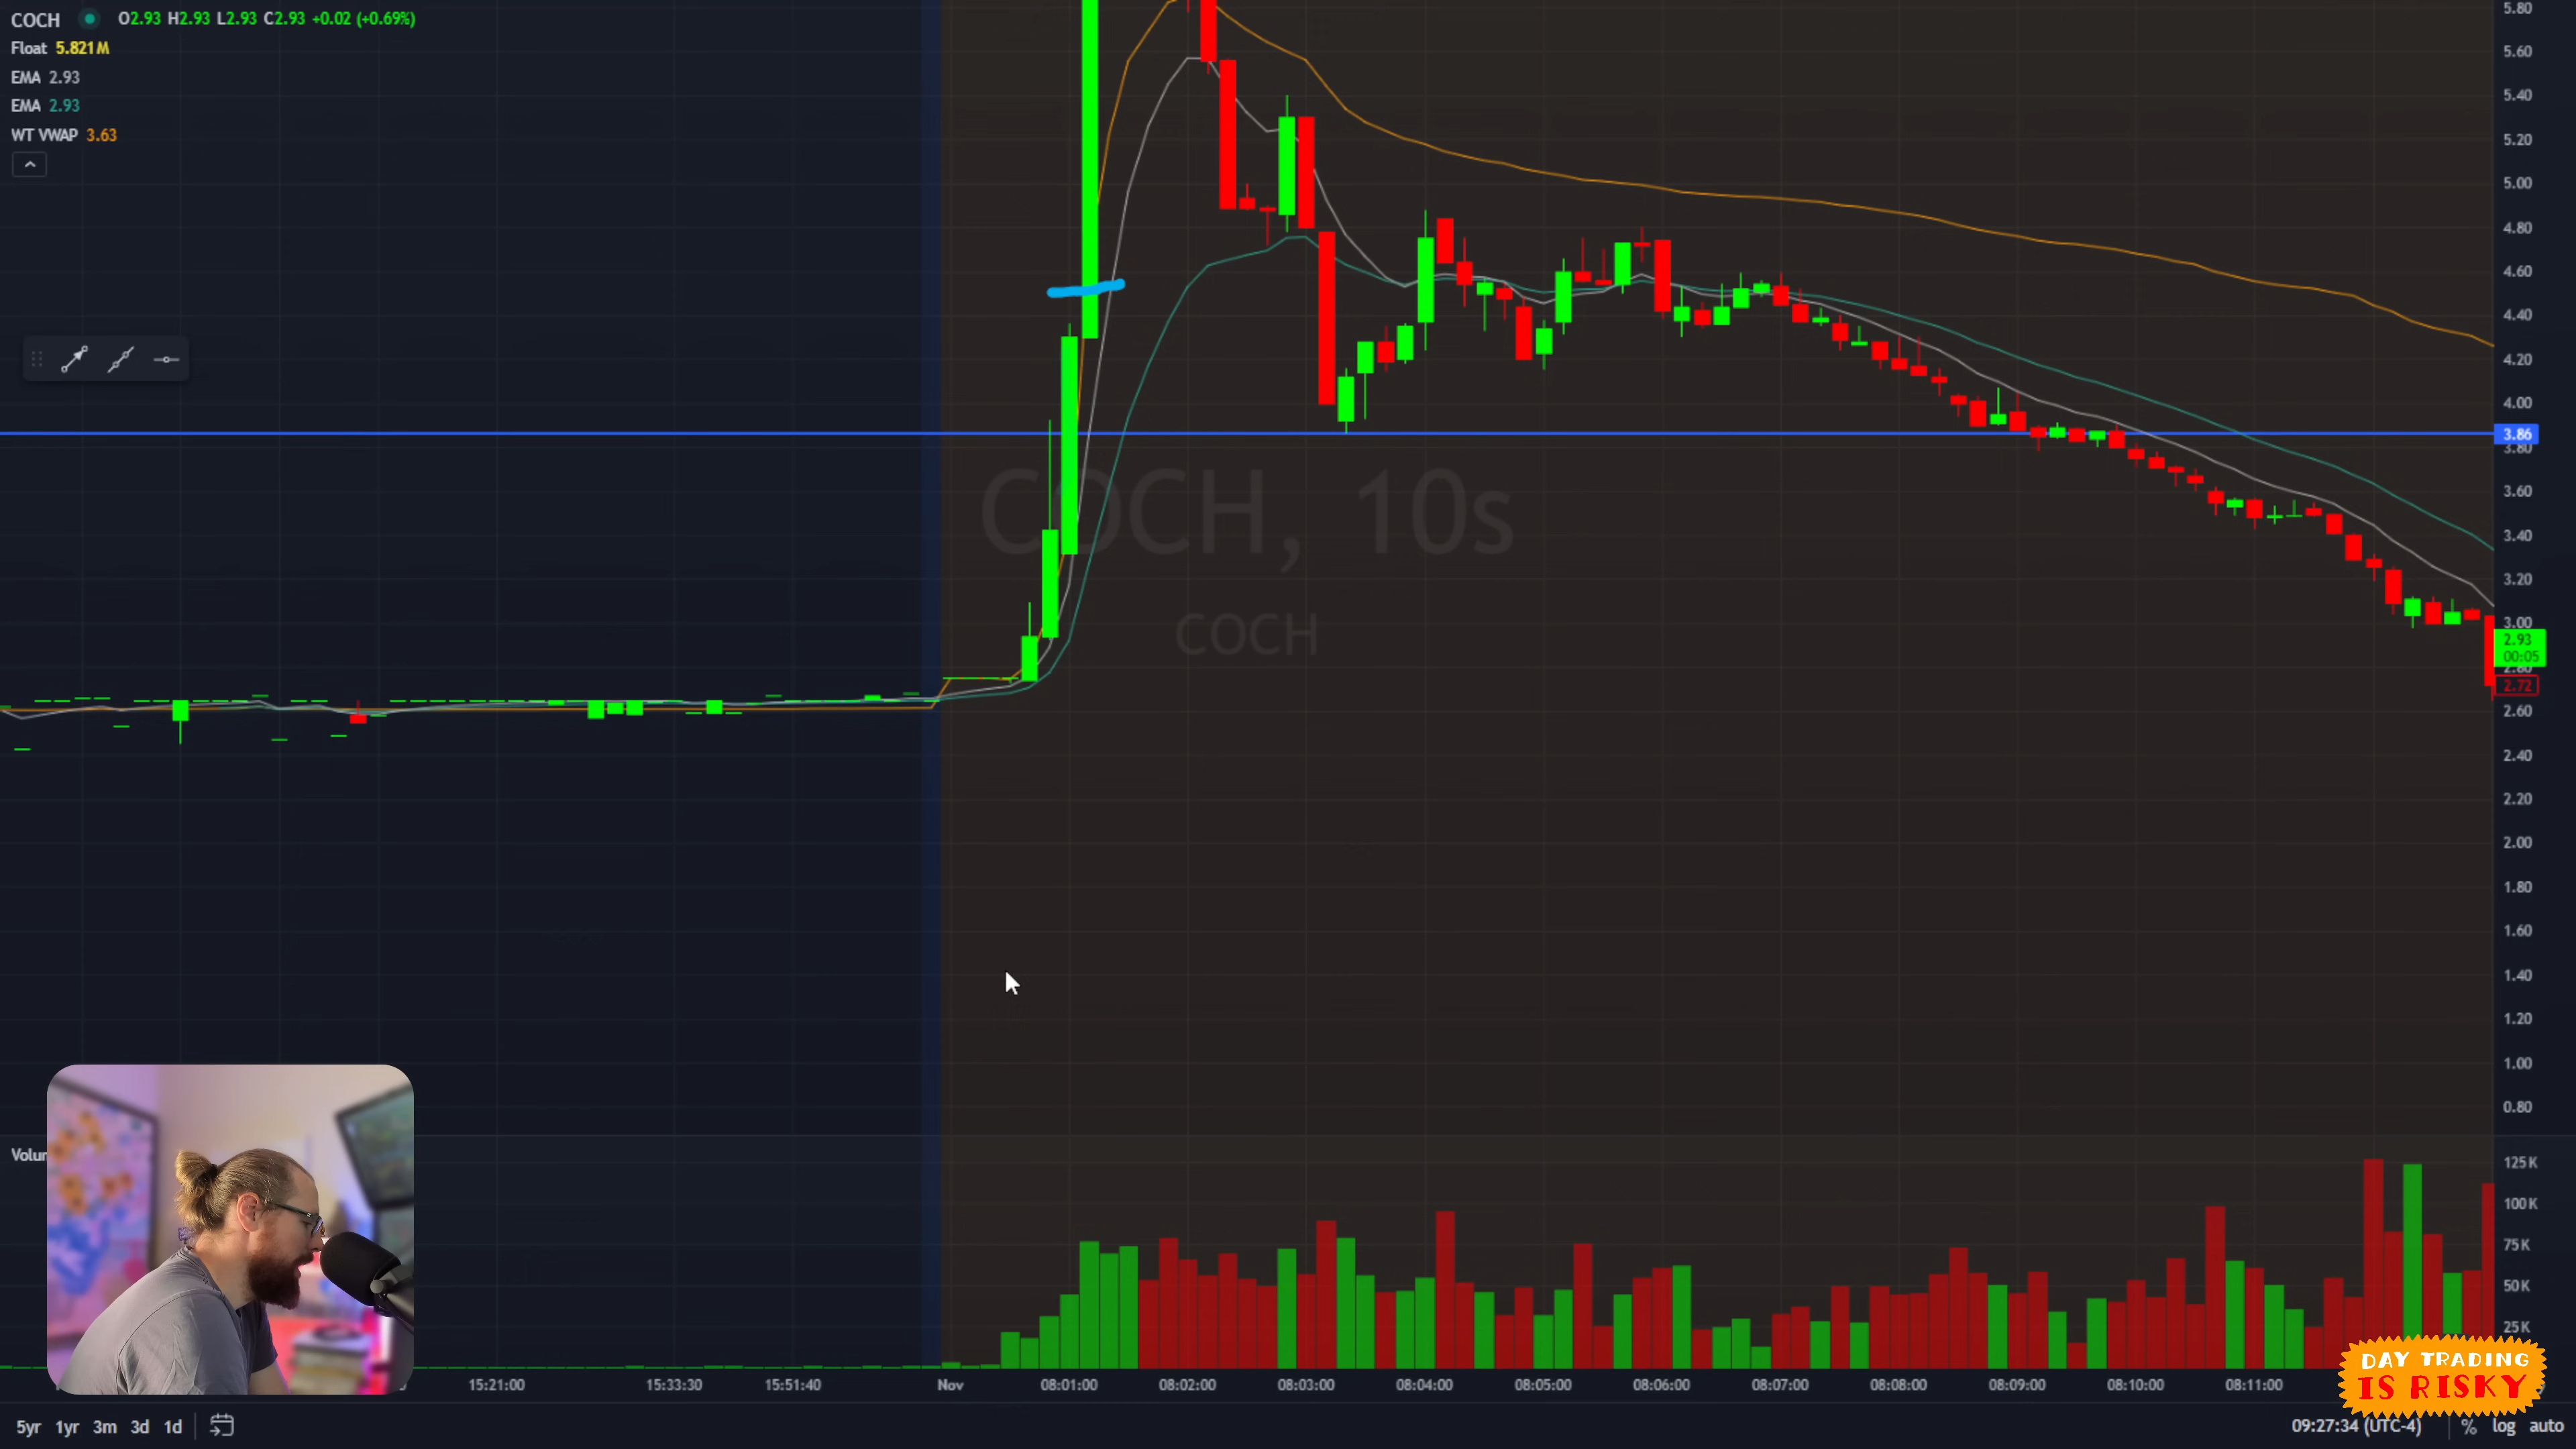 COCH O2.93 H2.93 L2.93 C2.93 +0.02 (+0.69%)
Float 5.821M
EMA 2.93
EMA 2.93
WT VWAP 3.63
5.80
5.60
5.40
5.20
5.00
4.80
4.60
4.40
4.20
4.00
3.86
3.80
3.60
3.40
3.20
3.00
2.93
00:05
2.80
2.72
2.60
2.40
2.20
2.00
1.80
1.60
1.40
1.20
1.00
0.80
COCH, 10s
COCH
Volum
125K
100K
75K
50K
25K
DAY TRADING
IS RISKY
15:21:00 15:33:30 15:51:40 Nov 08:01:00 08:02:00 08:03:00 08:04:00 08:05:00 08:06:00 08:07:00 08:08:00 08:09:00 08:10:00 08:11:00
5yr 1yr 3m 3d 1d 09:27:34 (UTC-4) % log auto